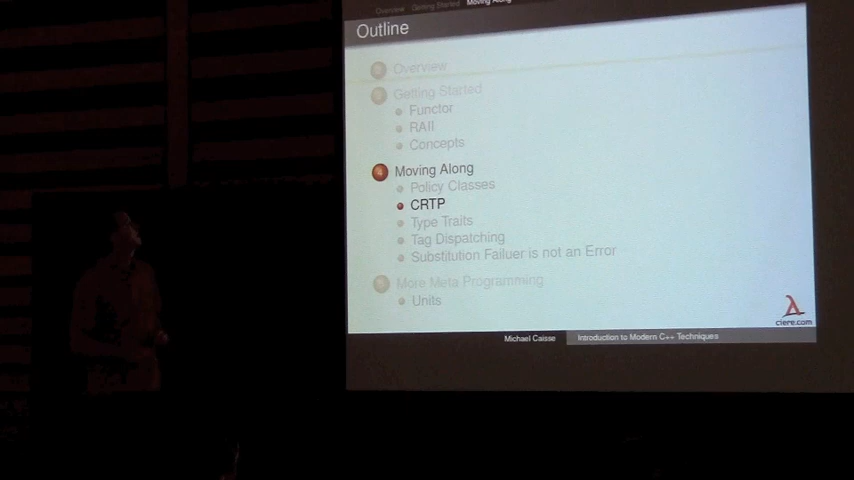 Overview Getting Started Moving Along
Outline
Overview
Getting Started
Functor
RAII
Concepts
Moving Along
Policy Classes
CRTP
Type Traits
Tag Dispatching
Substitution Failuer is not an Error
More Meta Programming
Units
ciere.com
Michael Caisse Introduction to Modern C++ Techniques